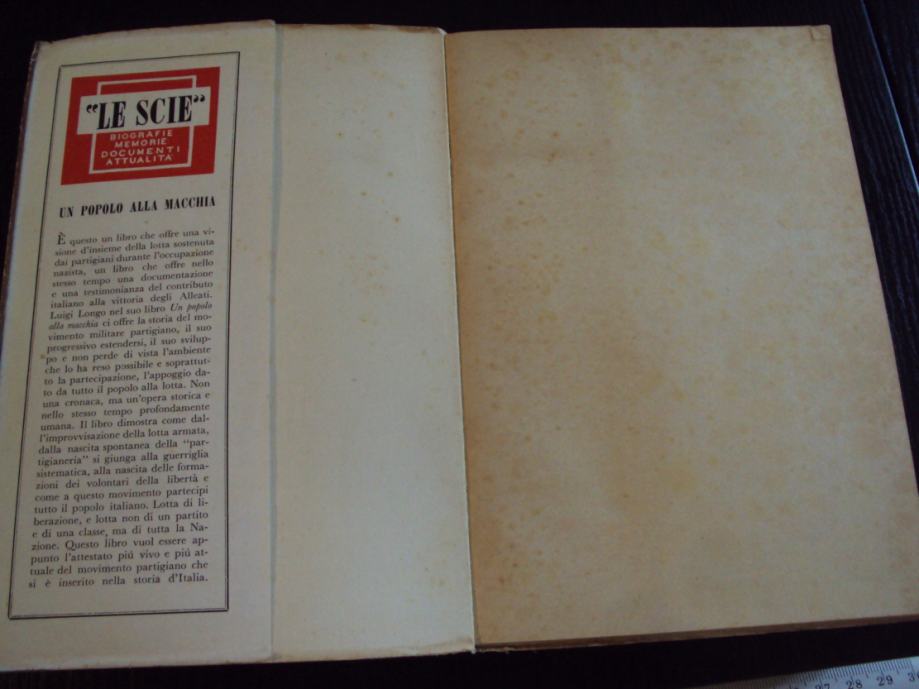 "LE SCIE"
BIOGRAFIE
MEMORIE
DOCUMENTI
ATTUALITÀ
UN POPOLO ALLA MACCHIA
È questo un libro che offre una vi-
sione d'insieme della lotta sostenuta
dai partigiani durante l'occupazione
nazista, un libro che offre nello
stesso tempo una documentazione
e una testimonianza del contributo
italiano alla vittoria degli Alleati.
Luigi Longo nel suo libro Un popolo
alla macchia ci offre la storia del mo-
vimento militare partigiano, il suo
progressivo estendersi, il suo svilup-
po e non perde di vista l'ambiente
che lo ha reso possibile e soprattut-
to la partecipazione, l'appoggio da-
to da tutto il popolo alla lotta. Non
una cronaca, ma un'opera storica e
nello stesso tempo profondamente
umana. Il libro dimostra come dal-
l'improvvisazione della lotta armata,
dalla nascita spontanea della "par-
tigianeria" si giunga alla guerriglia
sistematica, alla nascita delle forma-
zioni dei volontari della libertà e
come a questo movimento partecipi
tutto il popolo italiano. Lotta di li-
berazione, e lotta non di un partito
e di una classe, ma di tutta la Na-
zione. Questo libro vuol essere ap-
punto l'attestato piú vivo e piú at-
tuale del movimento partigiano che
si è inserito nella storia d'Italia.
27 28 29